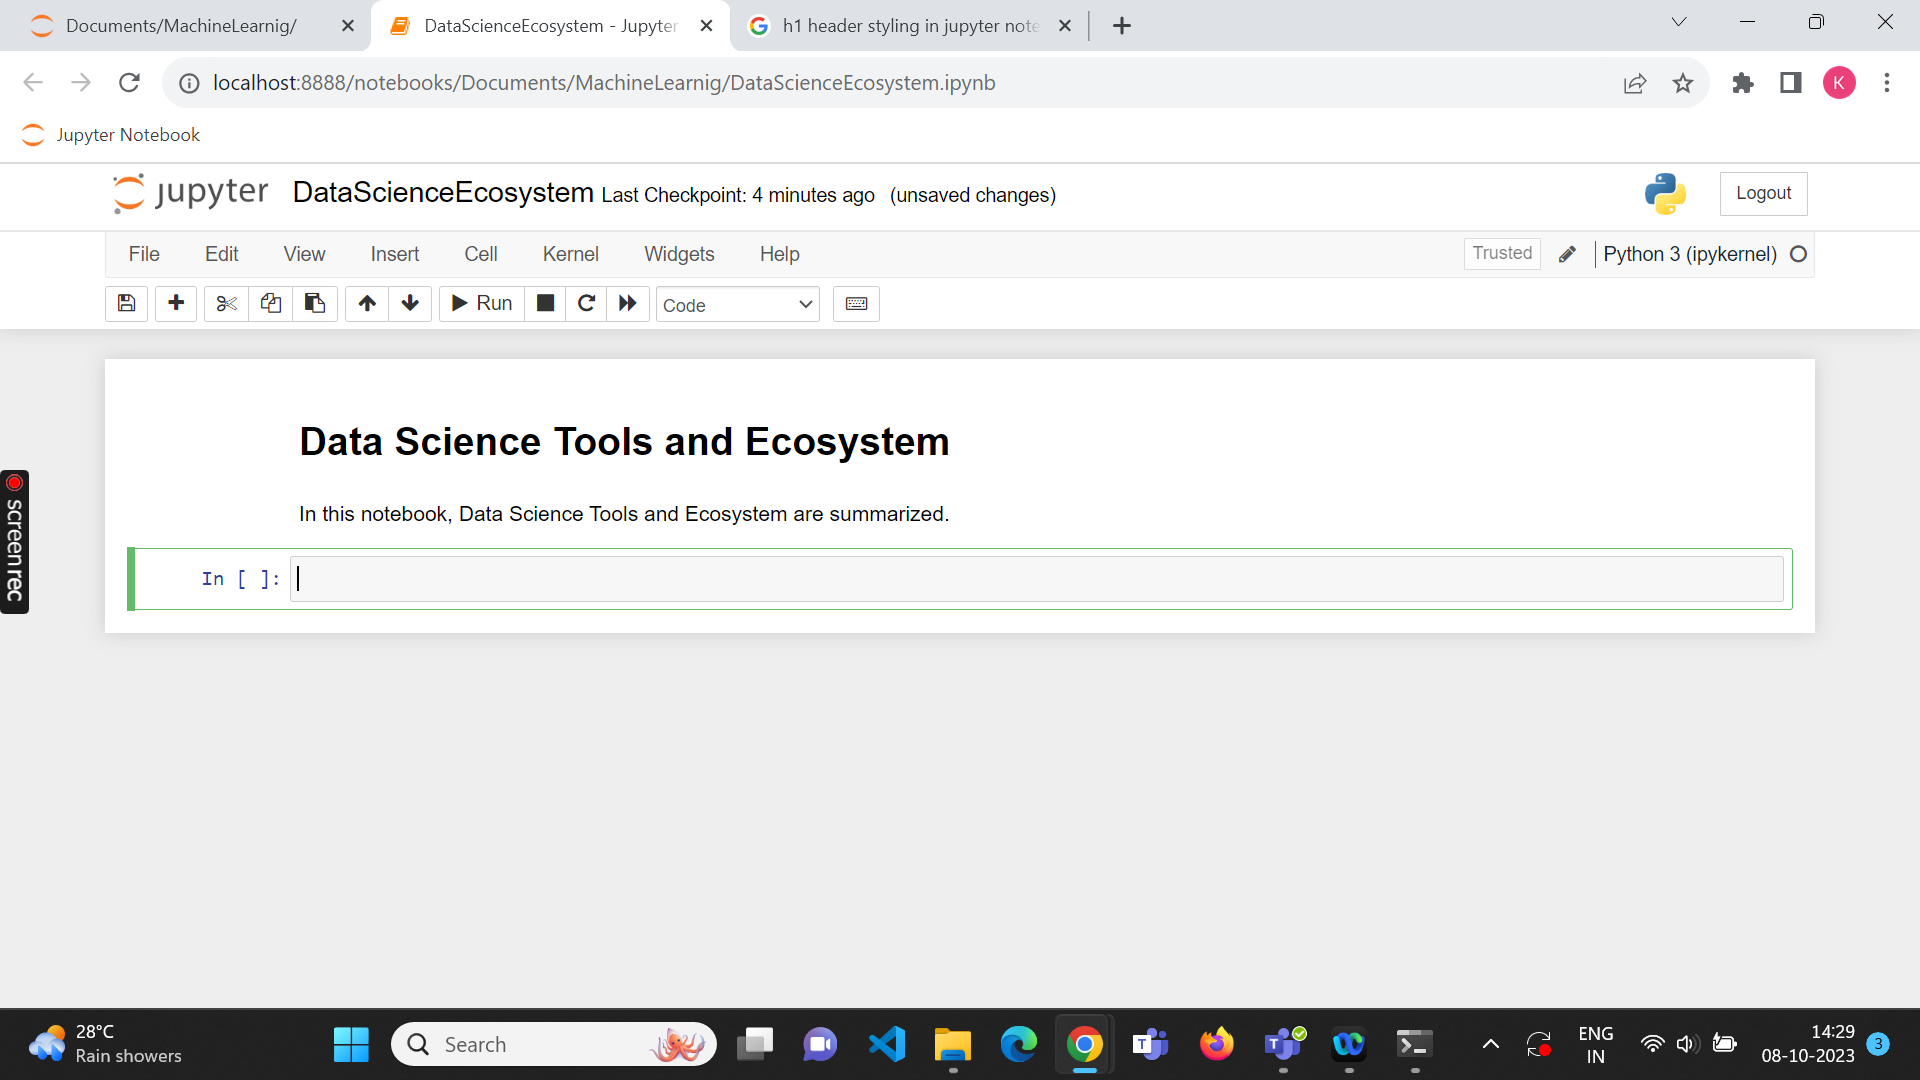 Documents/MachineLearnig/
DataScienceEcosystem - Jupyter
h1 header styling in jupyter note
localhost:8888/notebooks/Documents/MachineLearnig/DataScienceEcosystem.ipynb
K
Jupyter Notebook
jupyter DataScienceEcosystem Last Checkpoint: 4 minutes ago (unsaved changes)
Logout
File Edit View Insert Cell Kernel Widgets Help
Trusted Python 3 (ipykernel)
Run Code
Data Science Tools and Ecosystem
In this notebook, Data Science Tools and Ecosystem are summarized.
In [ ]:
screenrec
28°C
Rain showers
Search
ENG
IN
14:29
08-10-2023
3